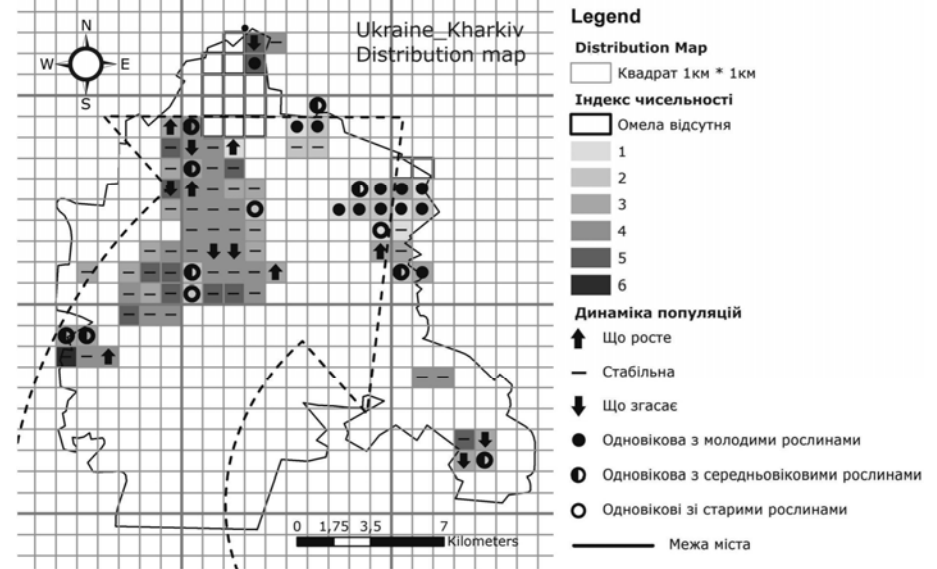 Ukraine_Kharkiv
Distribution map
N
W
E
S
0 1,75 3,5 7
Kilometers
Legend
Distribution Map
Квадрат 1км * 1км
Індекс чисельності
Омела відсутня
1
2
3
4
5
6
Динаміка популяцій
Що росте
Стабільна
Що згасає
Одновікова з молодими рослинами
Одновікова з середньовіковими рослинами
Одновікові зі старими рослинами
Межа міста